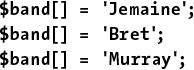 $band[] = 'Jemaine';
$band[] = 'Bret';
$band[] = 'Murray';